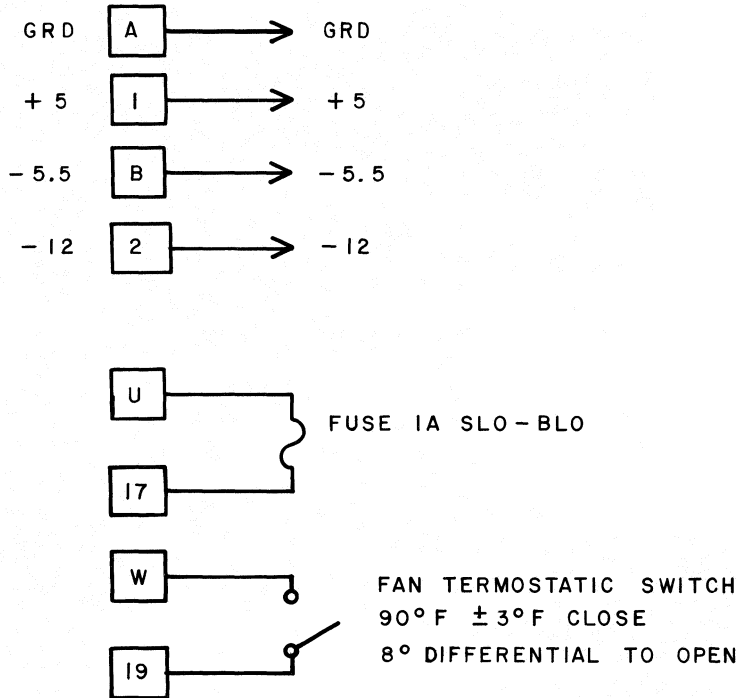 GRD A GRD
+ 5 1 + 5
- 5.5 B - 5.5
- 12 2 - 12
U
FUSE 1A SLO-BLO
17
W
FAN TERMOSTATIC SWITCH
90°F ±3°F CLOSE
8° DIFFERENTIAL TO OPEN
19